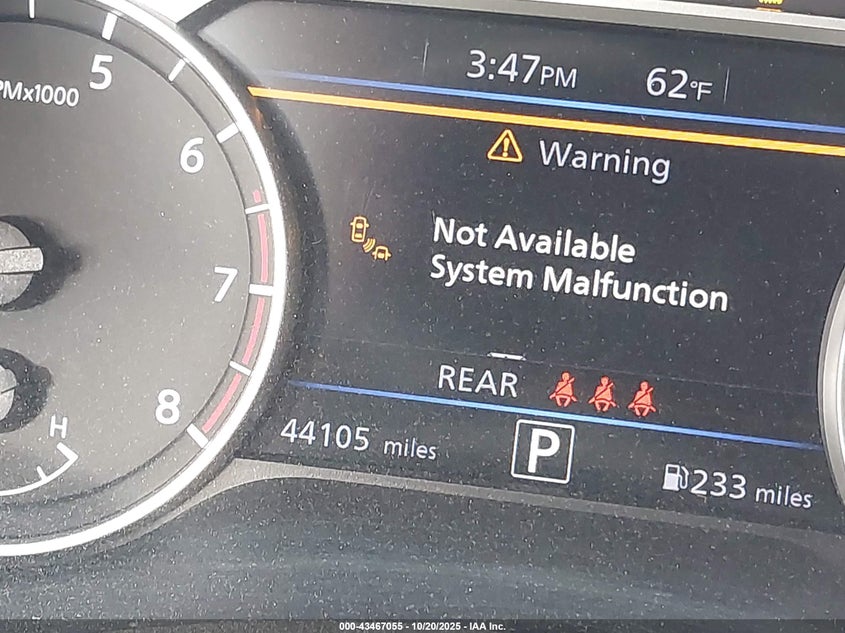 3:47PM 62°F
5
PMx1000
Warning
6
Not Available
System Malfunction
7
REAR
8
H
44105 miles
P
233 miles
000-43467055 - 10/20/2025 - IAA Inc.